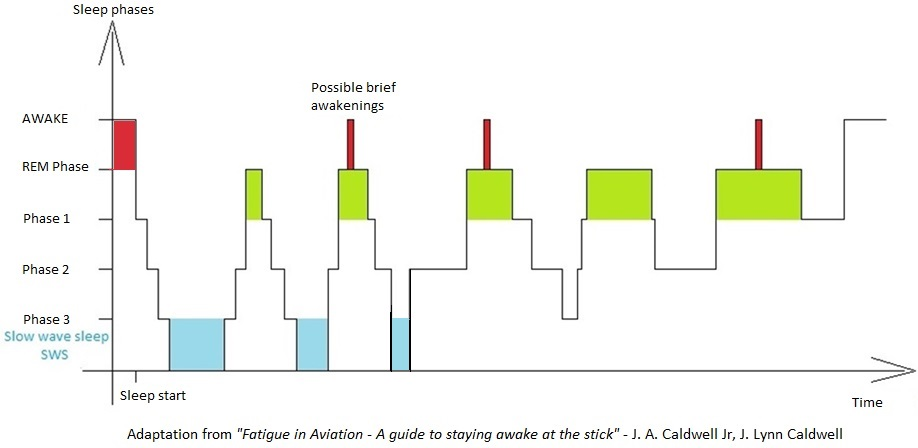 Sleep phases
Possible brief
awakenings
AWAKE
REM Phase
Phase 1
Phase 2
Phase 3
Slow wave sleep
SWS
Sleep start
Time
Adaptation from "Fatigue in Aviation - A guide to staying awake at the stick" - J. A. Caldwell Jr, J. Lynn Caldwell